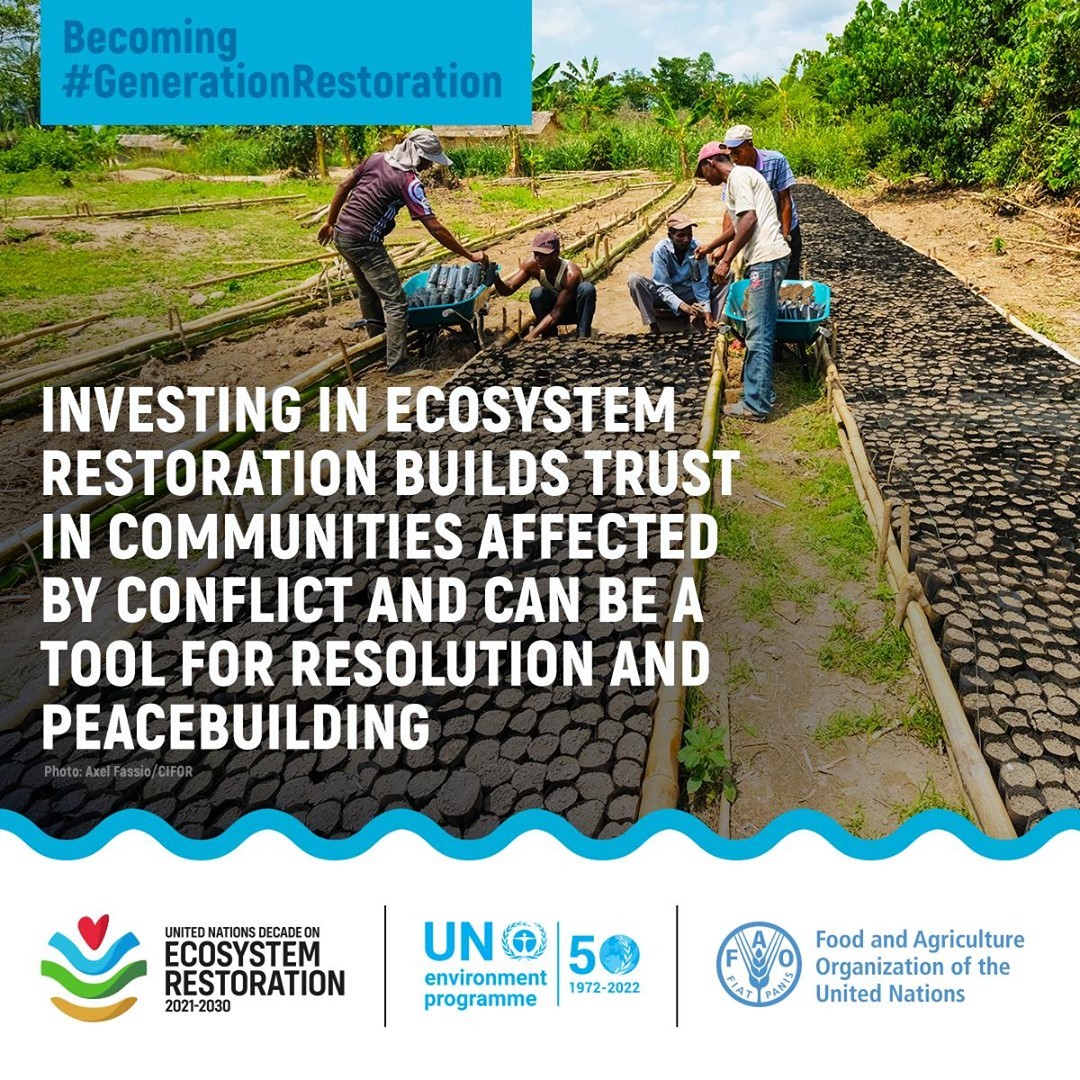 Becoming
#GenerationRestoration
INVESTING IN ECOSYSTEM
RESTORATION BUILDS TRUST
IN COMMUNITIES AFFECTED
BY CONFLICT AND CAN BE A
TOOL FOR RESOLUTION AND
PEACEBUILDING
Photo: Axel Fassio/CIFOR
UNITED NATIONS DECADE ON
ECOSYSTEM
RESTORATION
2021-2030
UN
environment
programme
50
1972-2022
F A O
FIAT PANIS
Food and Agriculture
Organization of the
United Nations